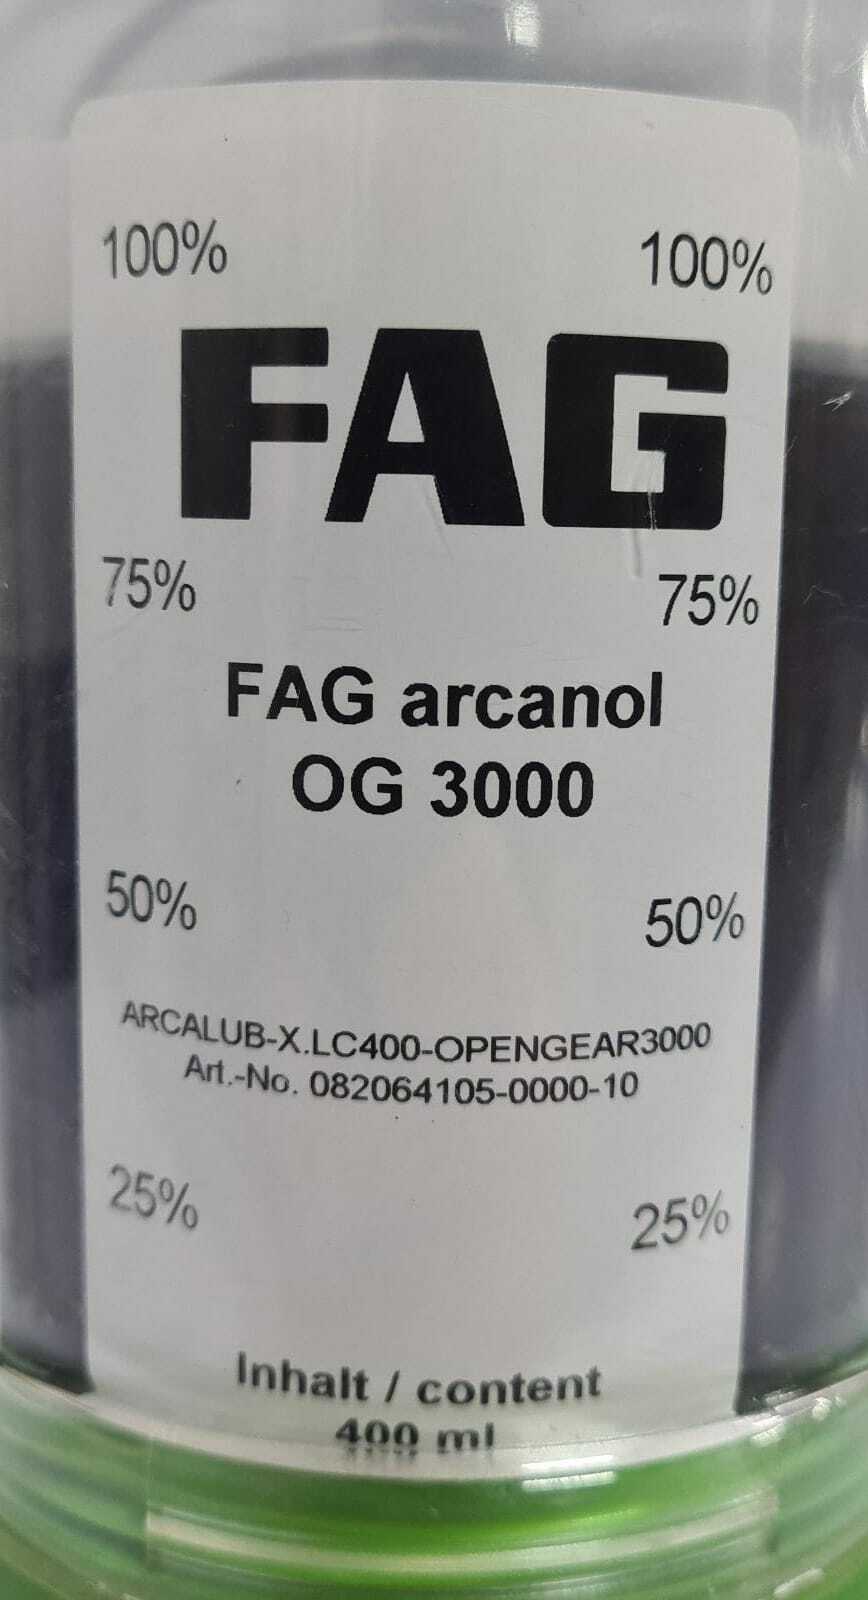 100% 100%
FAG
75% 75%
FAG arcanol
OG 3000
50% 50%
ARCALUB-X.LC400-OPENGEAR3000
Art.-No. 082064105-0000-10
25% 25%
Inhalt / content
400 ml